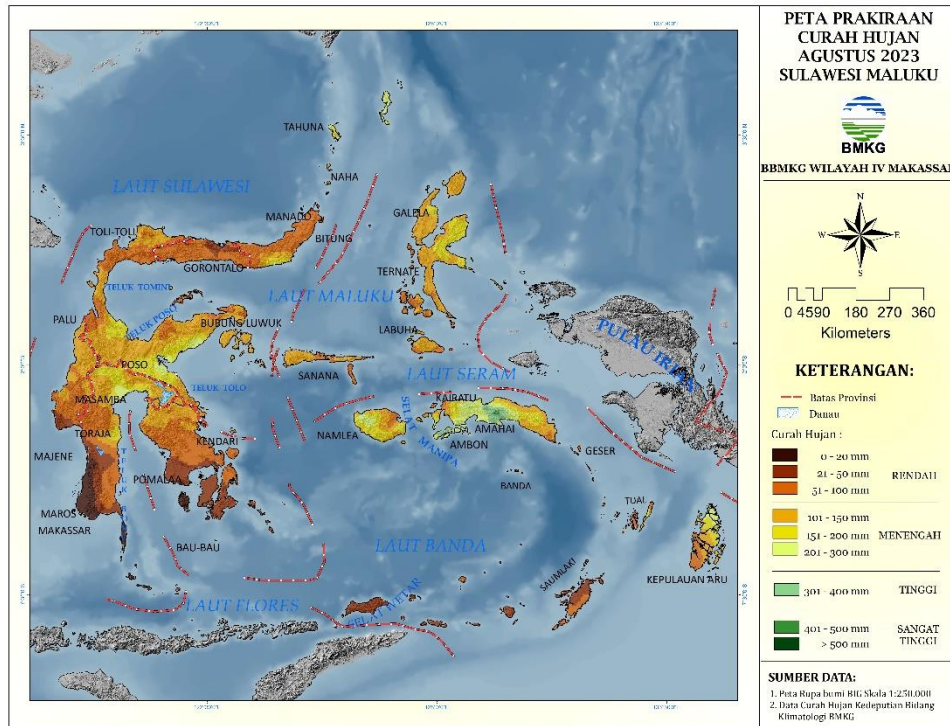 PETA PRAKIRAAN
CURAH HUJAN
AGUSTUS 2023
SULAWESI MALUKU
BMKG
BBMKG WILAYAH IV MAKASSAR
N
W
E
S
0 4590 180 270 360
Kilometers
KETERANGAN:
Batas Provinsi
Danau
Curah Hujan :
0 - 20 mm
21 - 50 mm
51 - 100 mm
RENDAH
101 - 150 mm
151 - 200 mm
201 - 300 mm
MENENGAH
301 - 400 mm
TINGGI
401 - 500 mm
> 500 mm
SANGAT
TINGGI
SUMBER DATA:
1. Peta Rupa bumi BIG Skala 1:250.000
2. Data Curah Hujan Kedeputian Bidang
Klimatologi BMKG
TAHUNA
NAHA
LAUT SULAWESI
MANADO
GALELA
TOLI-TOLI
BITUNG
GORONTALO
TERNATE
TELUK TOMINI
LAUT MALUKU
PALU
TELUK POSO
BUBUNG LUWUK
LABUHA
PULAU IRIAN
POSO
SANANA
LAUT SERAM
TELUK TOLO
MASAMBA
KAIRATU
SELAT MANIPA
AMAHAI
TORAJA
KENDARI
NAMLEA
AMBON
GESER
MAJENE
POMALAA
BANDA
TUAL
MAROS
MAKASSAR
BAU-BAU
LAUT BANDA
SAUMLAKI
KEPULAUAN ARU
LAUT FLORES
SELAT WETAR